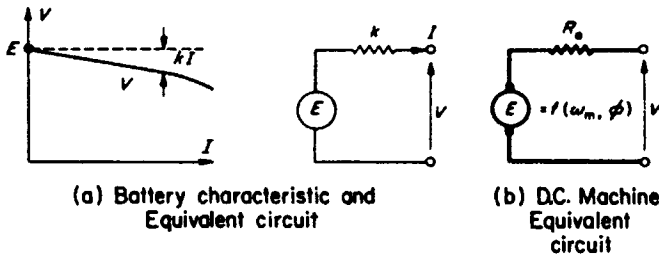 V
E
kI
V
I
k
I
E
V
(a) Battery characteristic and
Equivalent circuit
Ra
E = f(ωm, ϕ)
V
(b) D.C. Machine
Equivalent
circuit